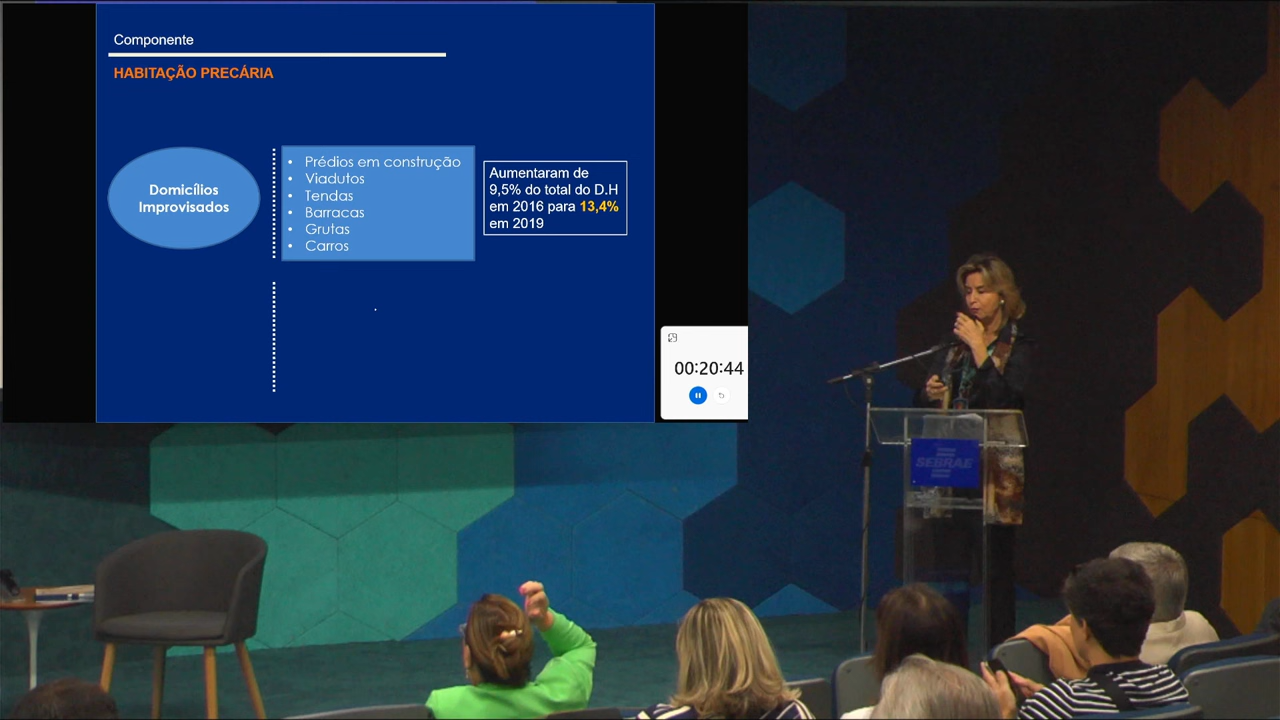 Componente
HABITAÇÃO PRECÁRIA
Domicílios
Improvisados
• Prédios em construção
• Viadutos
• Tendas
• Barracas
• Grutas
• Carros
Aumentaram de
9,5% do total do D.H
em 2016 para 13,4%
em 2019
00:20:44
SEBRAE